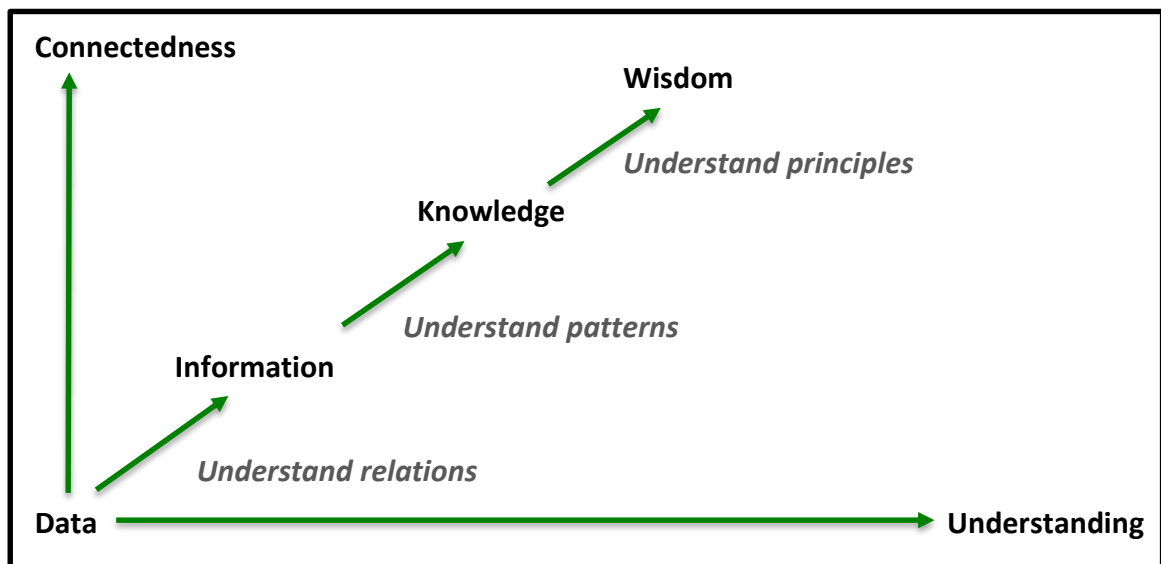 Connectedness
Wisdom
Understand principles
Knowledge
Understand patterns
Information
Understand relations
Data
Understanding